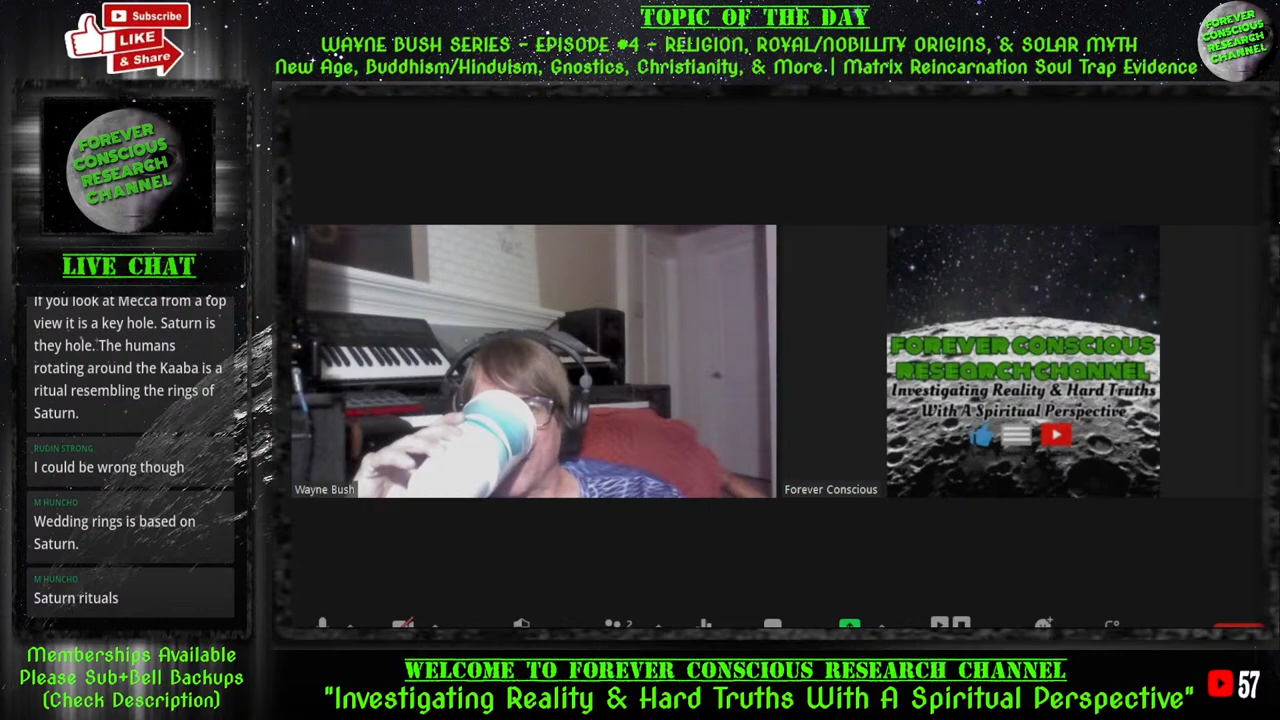 Subscribe
LIKE
& Share
TOPIC OF THE DAY
WAYNE BUSH SERIES - EPISODE #4 - RELIGION, ROYAL/NOBILLITY ORIGINS, & SOLAR MYTH
New Age, Buddhism/Hinduism, Gnostics, Christianity, & More | Matrix Reincarnation Soul Trap Evidence
FOREVER
CONSCIOUS
RESEARCH
CHANNEL
FOREVER
CONSCIOUS
RESEARCH
CHANNEL
LIVE CHAT
If you look at Mecca from a top
view it is a key hole. Saturn is
they hole. The humans
rotating around the Kaaba is a
ritual resembling the rings of
Saturn.
RUDIN STRONG
I could be wrong though
M HUNCHO
Wedding rings is based on
Saturn.
M HUNCHO
Saturn rituals
Memberships Available
Please Sub+Bell Backups
(Check Description)
Wayne Bush
FOREVER CONSCIOUS
RESEARCH CHANNEL
Investigating Reality & Hard Truths
With A Spiritual Perspective
Forever Conscious
2
WELCOME TO FOREVER CONSCIOUS RESEARCH CHANNEL
"Investigating Reality & Hard Truths With A Spiritual Perspective"
57